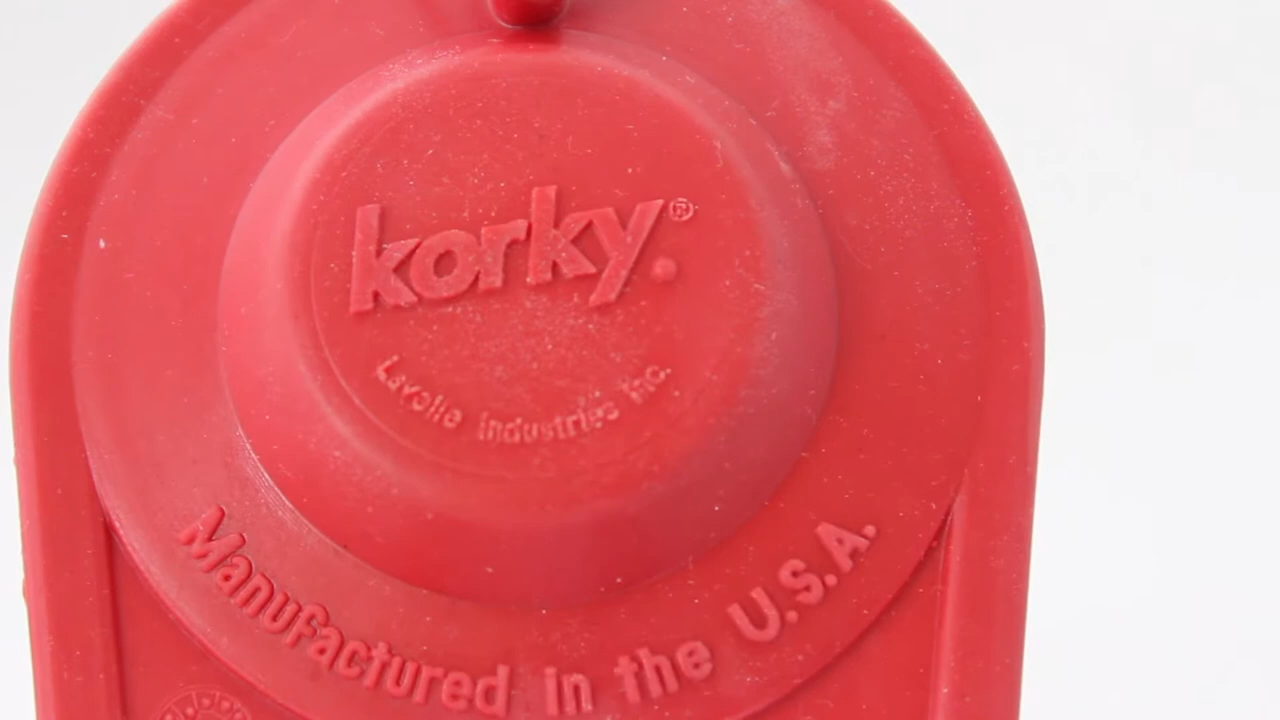 korky®
Lavelle Industries Inc.
Manufactured in the U.S.A.